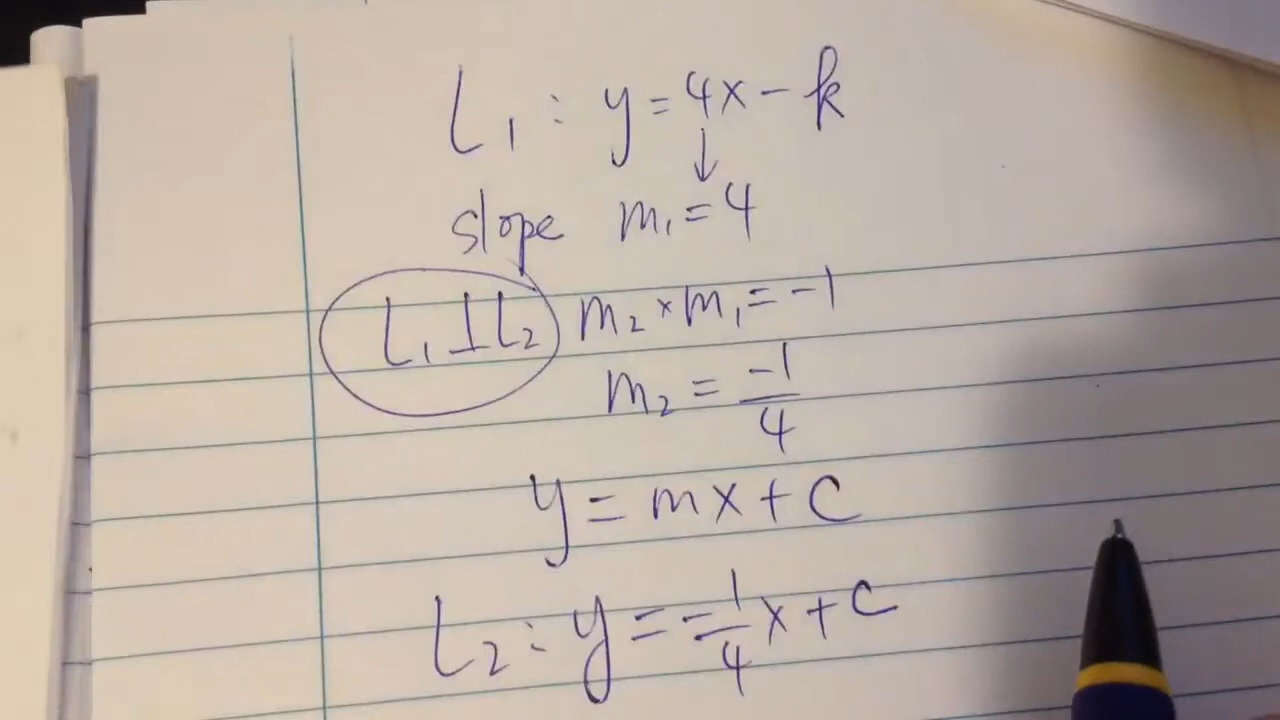 L₁ : y = 4x - k
↓
slope m₁ = 4
L₁ ⊥ L₂ m₂ × m₁ = -1
m₂ = -1/4
y = mx + c
L₂ : y = -1/4 x + c